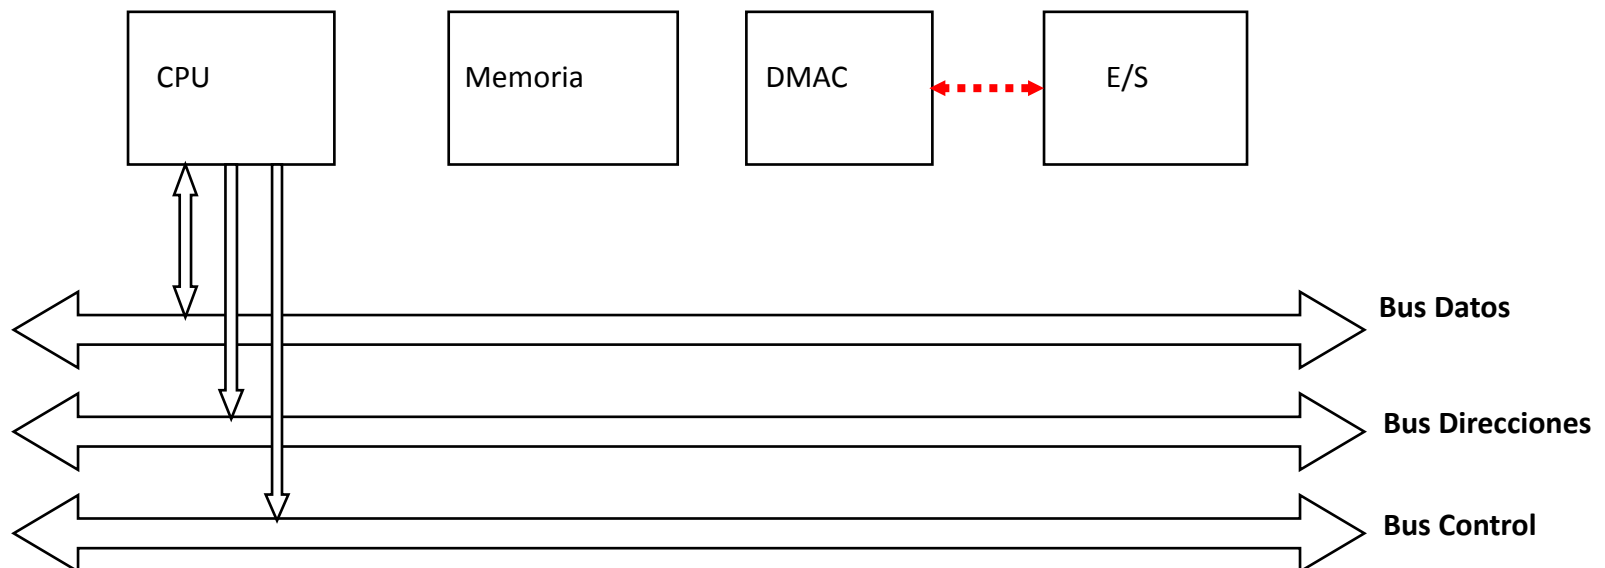 CPU
Memoria
DMAC
E/S
Bus Datos
Bus Direcciones
Bus Control